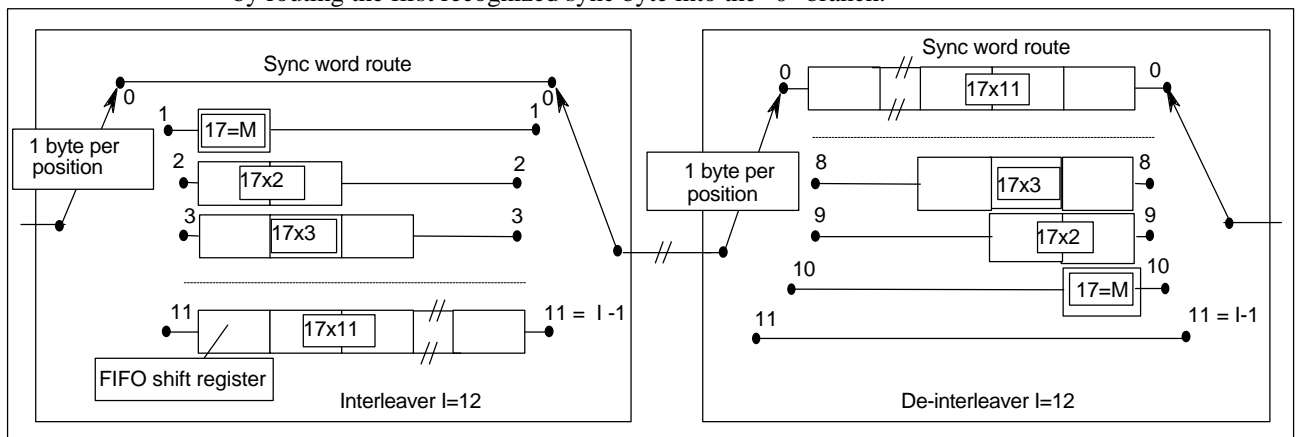 by routing the first recognized sync byte into the "0" branch.
Sync word route
0
0
1
17=M
1
1 byte per
position
2
17x2
2
3
17x3
3
11
17x11
11 = I-1
FIFO shift register
Interleaver I=12
Sync word route
0
17x11
0
1 byte per
position
8
17x3
8
9
17x2
9
10
17=M
10
11
11 = I-1
De-interleaver I=12